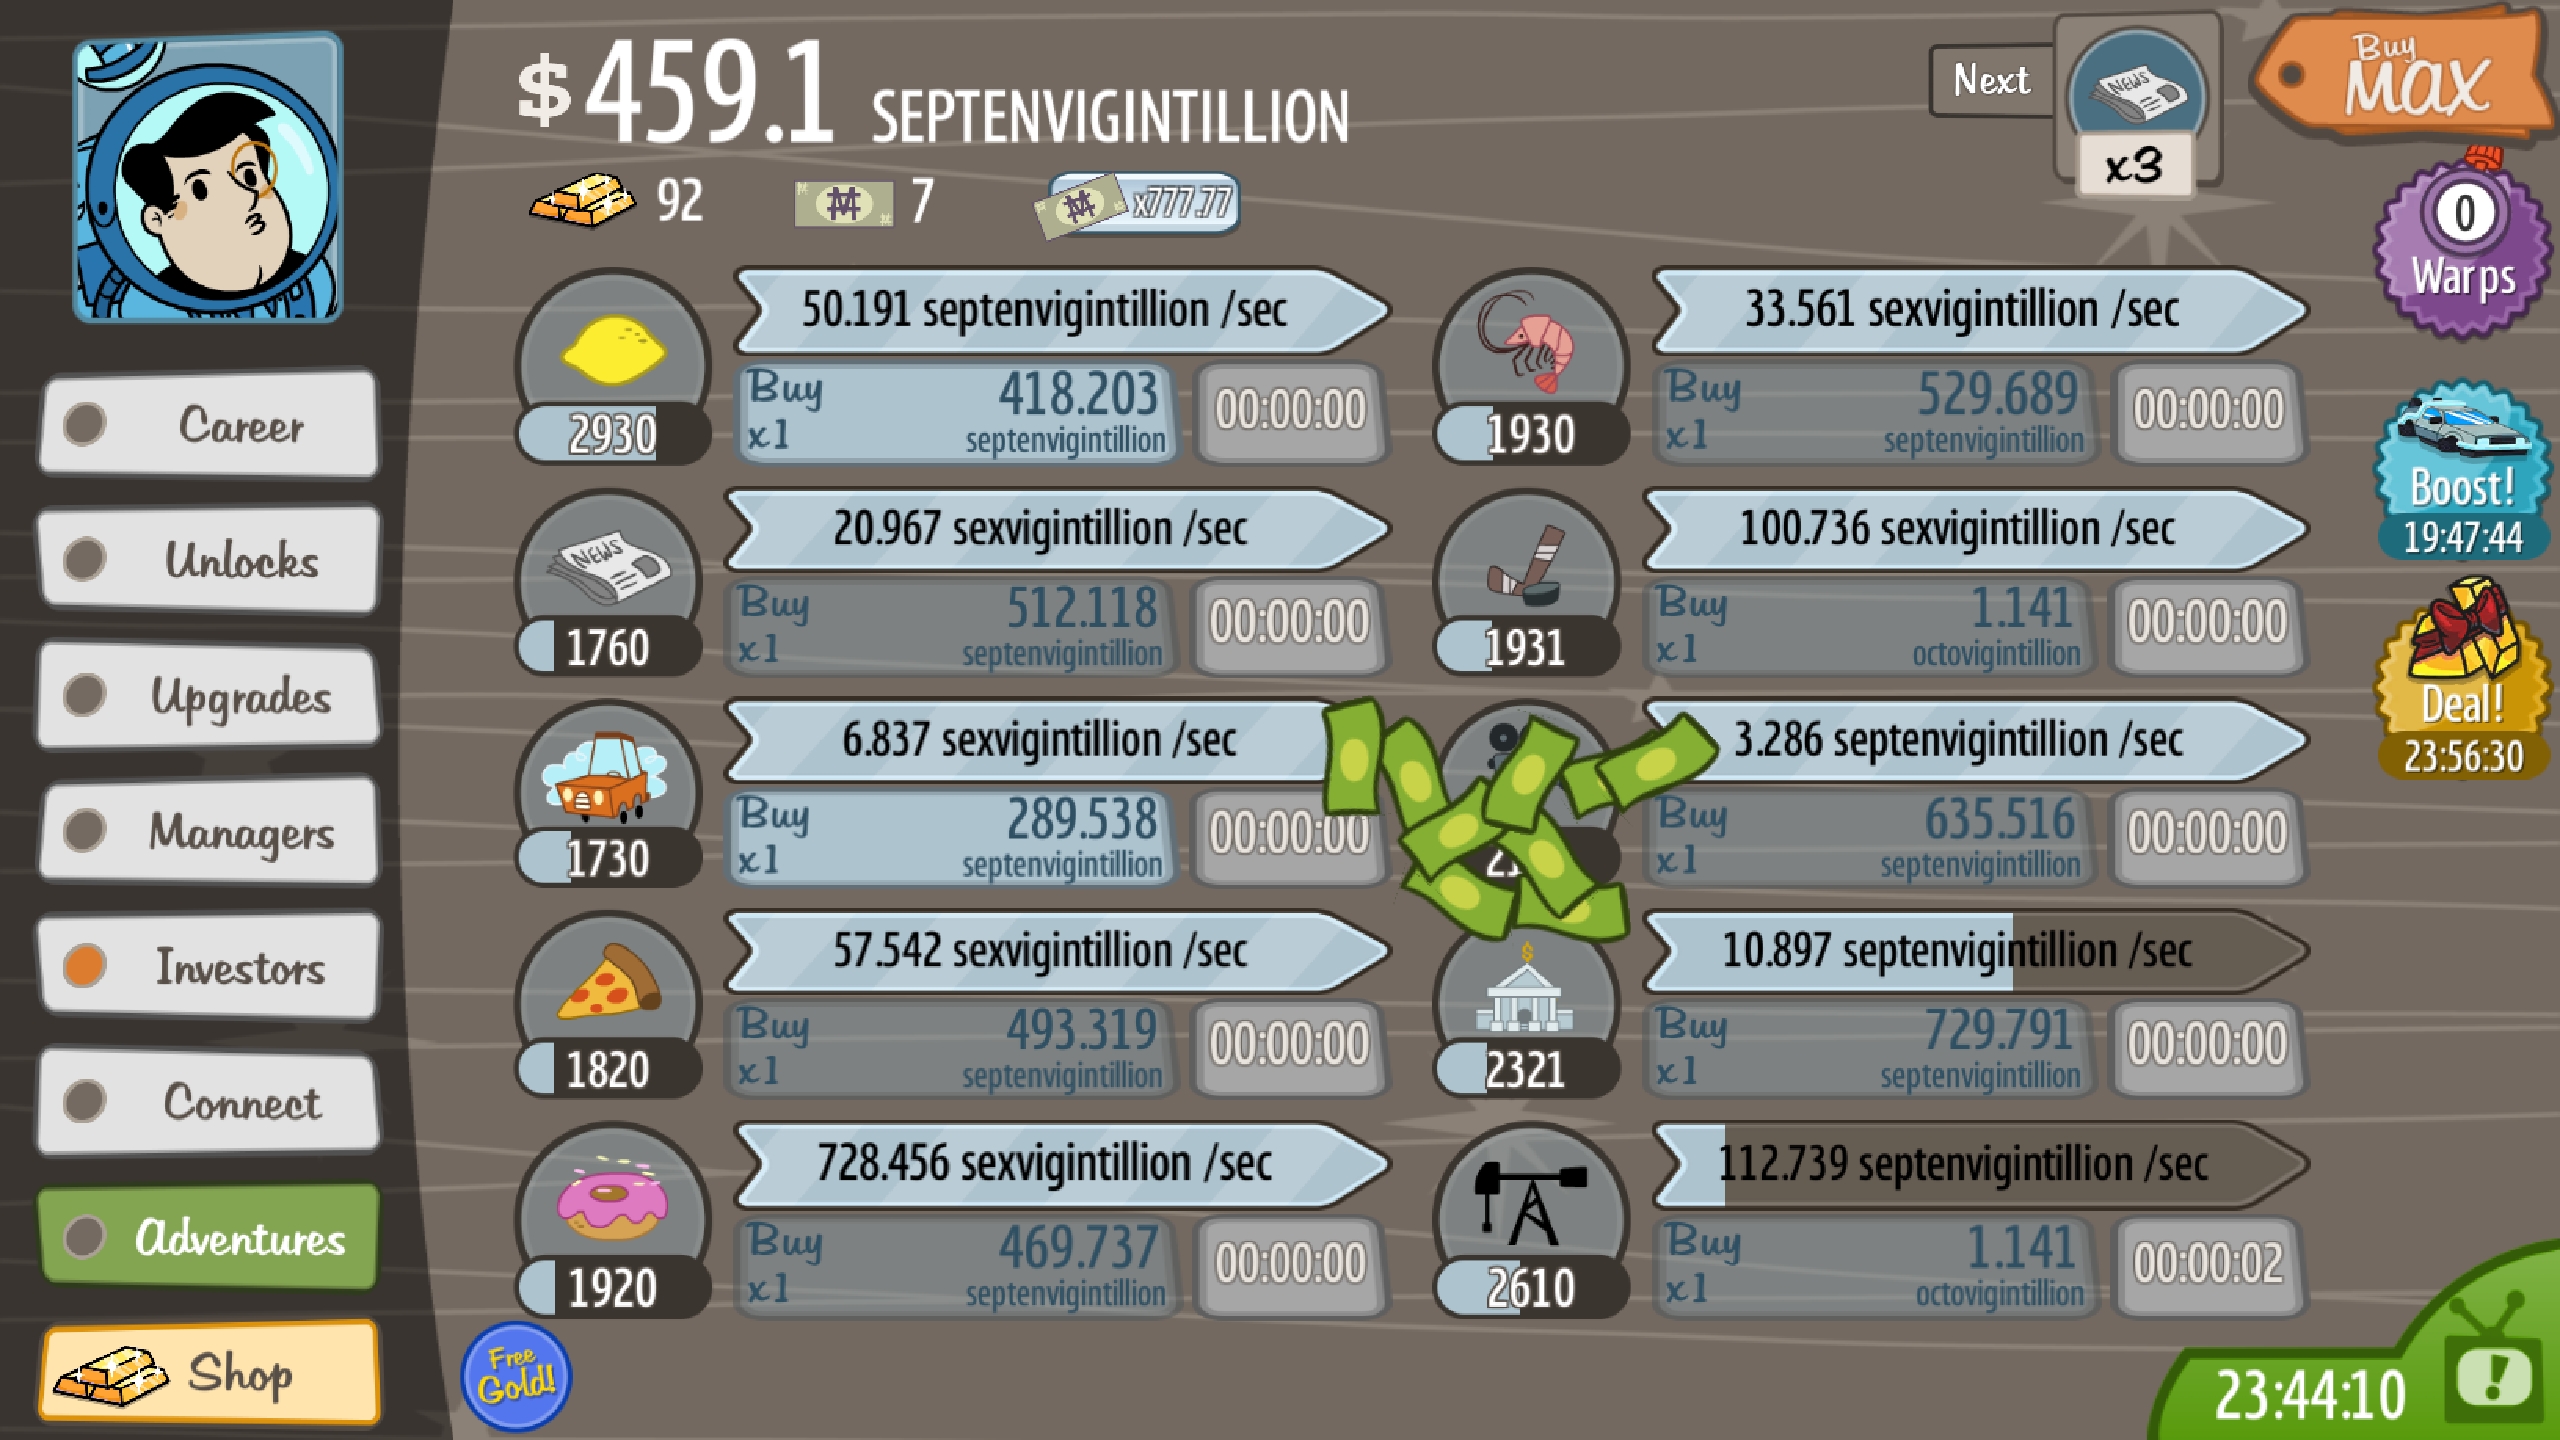 $459.1 SEPTENVIGINTILLION
92
7
x777.77
Next
x3
Buy
MAX
0
Warps
Boost!
19:47:44
Deal!
23:56:30
Career
Unlocks
Upgrades
Managers
Investors
Connect
Adventures
Shop
50.191 septenvigintillion /sec
2930
Buy
x1
418.203
septenvigintillion
00:00:00
33.561 sexvigintillion /sec
1930
Buy
x1
529.689
septenvigintillion
00:00:00
20.967 sexvigintillion /sec
NEWS
1760
Buy
x1
512.118
septenvigintillion
00:00:00
100.736 sexvigintillion /sec
1931
Buy
x1
1.141
octovigintillion
00:00:00
6.837 sexvigintillion /sec
1730
Buy
x1
289.538
septenvigintillion
00:00:00
3.286 septenvigintillion /sec
Buy
x1
635.516
septenvigintillion
00:00:00
57.542 sexvigintillion /sec
1820
Buy
x1
493.319
septenvigintillion
00:00:00
10.897 septenvigintillion /sec
2321
Buy
x1
729.791
septenvigintillion
00:00:00
728.456 sexvigintillion /sec
1920
Buy
x1
469.737
septenvigintillion
00:00:00
112.739 septenvigintillion /sec
2610
Buy
x1
1.141
octovigintillion
00:00:02
Free
Gold!
23:44:10